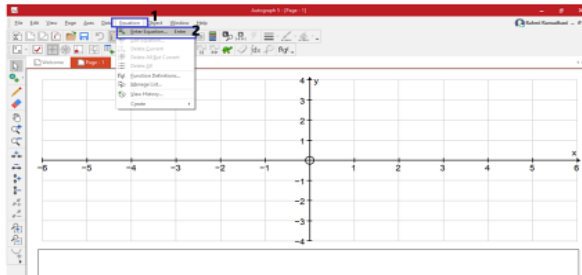 Autograph 5 - [Page : 1]
File Edit View Page Axes Data Equation Object Window Help
1
Enter Equation... Enter
2
Delete Current
Delete All But Current
Delete All
Function Definitions...
Manage List...
View History...
Create
Welcome Page : 1
y
4
3
2
1
x
-6 -5 -4 -3 -2 -1 1 2 3 4 5 6
-1
-2
-3
-4